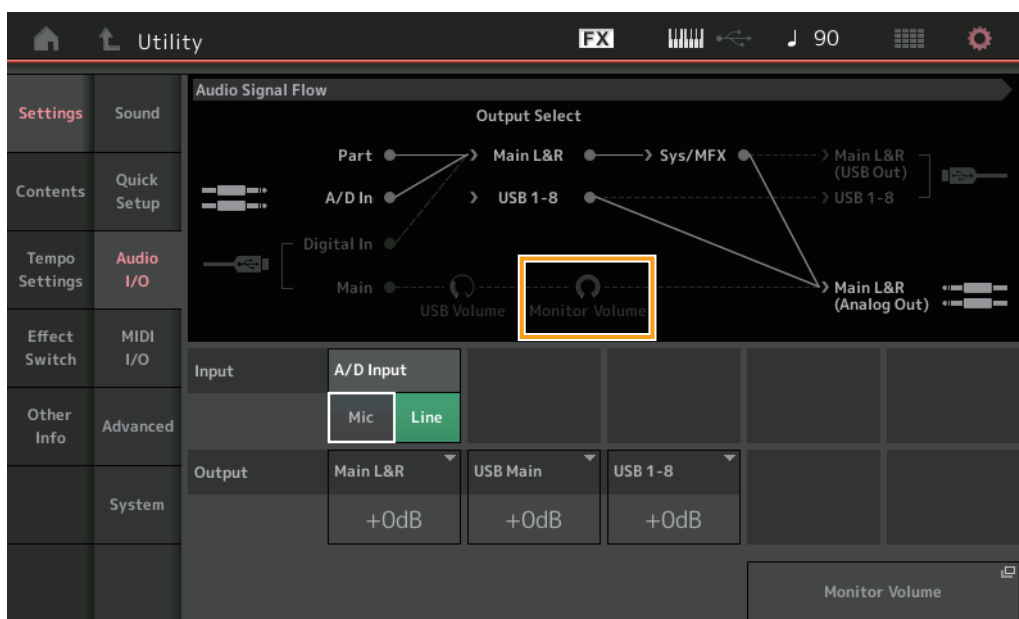 Utility
FX
90
Settings
Contents
Tempo
Settings
Effect
Switch
Other
Info
Sound
Quick
Setup
Audio
I/O
MIDI
I/O
Advanced
System
Audio Signal Flow
Output Select
Part
Main L&R
Sys/MFX
Main L&R
(USB Out)
A/D In
USB 1-8
USB 1-8
Digital In
Main
USB Volume
Monitor Volume
Main L&R
(Analog Out)
Input
A/D Input
Mic
Line
Output
Main L&R
USB Main
USB 1-8
+0dB
+0dB
+0dB
Monitor Volume